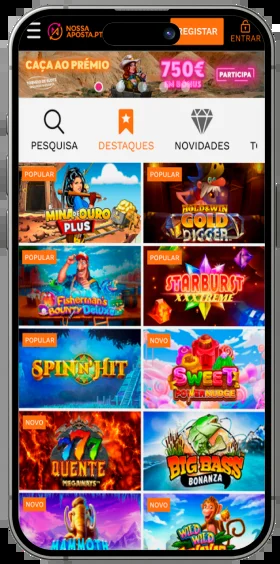 NOSSA
APOSTA.PT
REGISTAR
ENTRAR
CAÇA AO PRÉMIO
750€
EM BÓNUS
PARTICIPA
PESQUISA
DESTAQUES
NOVIDADES
POPULAR
MINA DE OURO
PLUS
POPULAR
HOLD & WIN
GOLD
DIGGER
POPULAR
Fisherman's
Bounty Deluxe
POPULAR
STARBURST
XXXTREME
POPULAR
SPIN N' HIT
NOVO
SWEET
POWERNUDGE
NOVO
777
QUENTE
MEGAWAYS
BIG BASS
BONANZA
NOVO
MAMMOTH
NOVO
WILD WILD